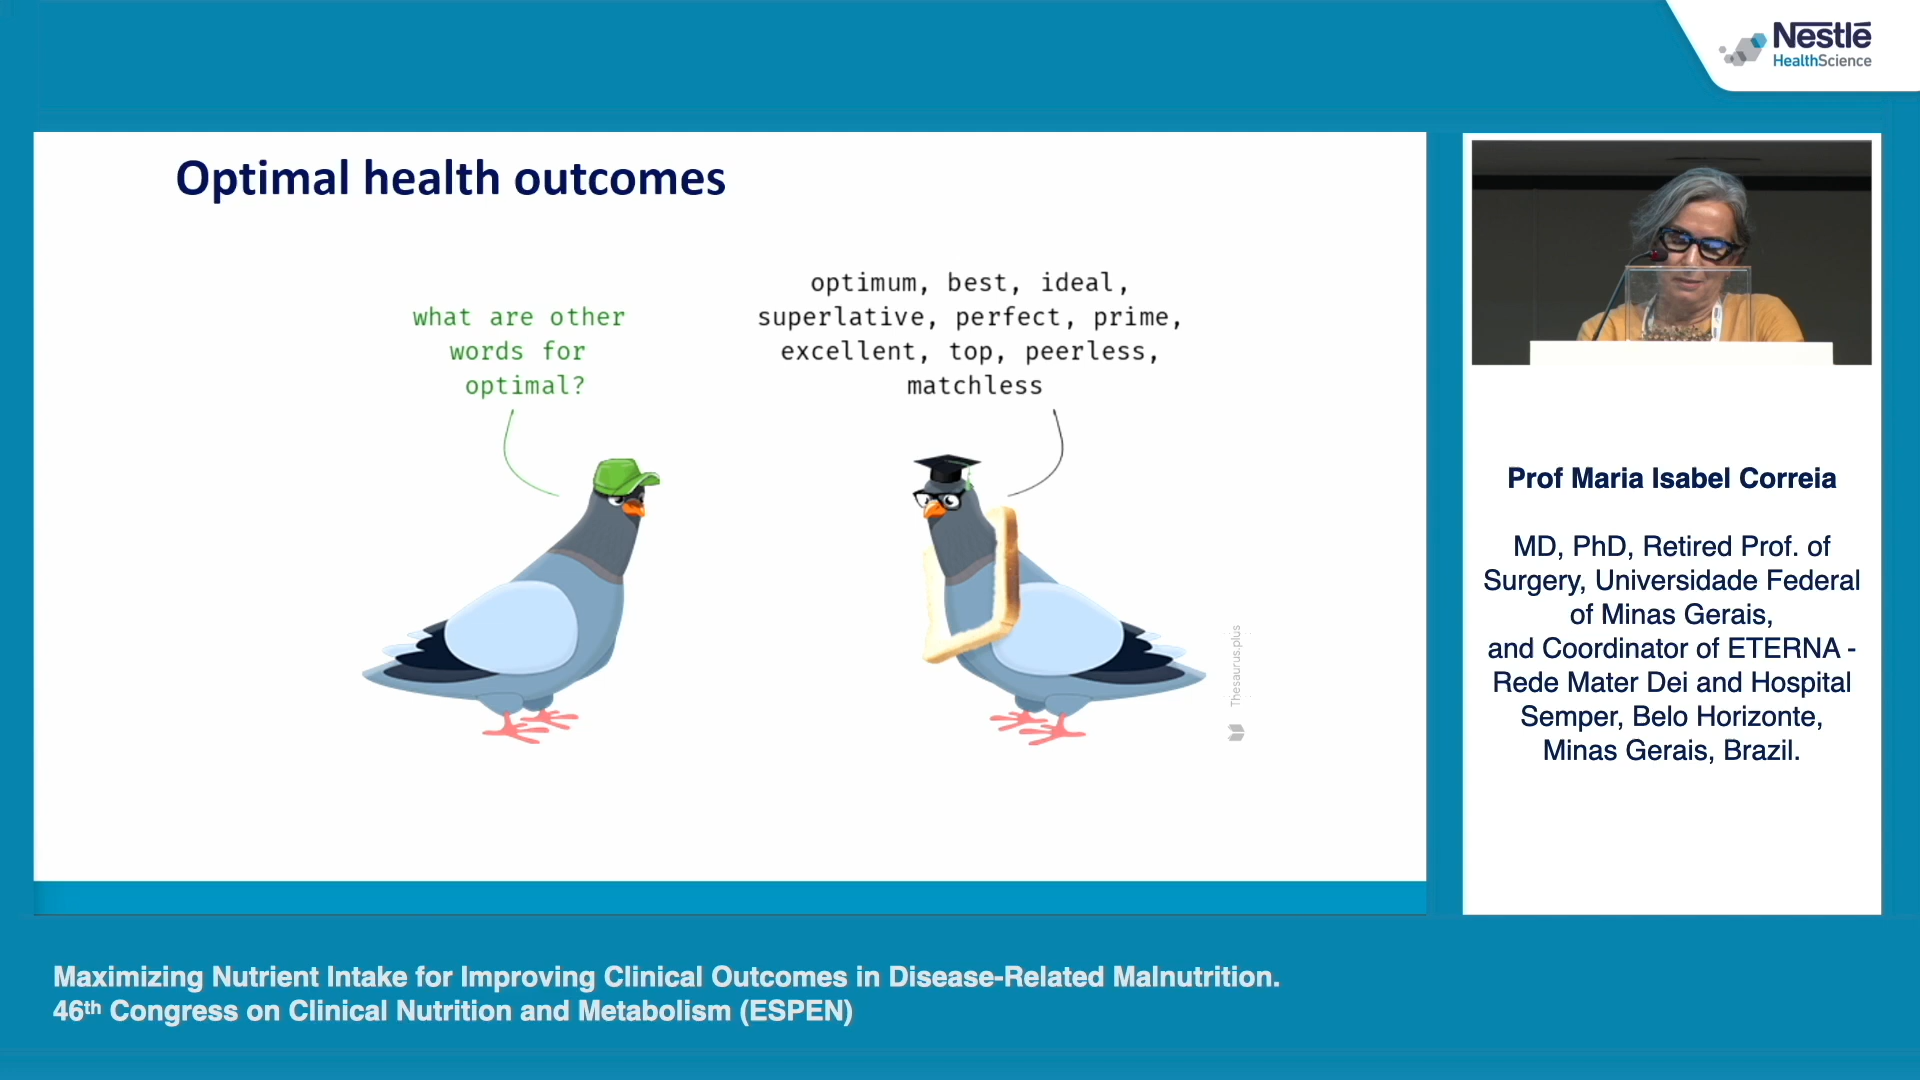 Nestlé
HealthScience
Optimal health outcomes
what are other
words for
optimal?
optimum, best, ideal,
superlative, perfect, prime,
excellent, top, peerless,
matchless
Thesaurus.plus
Prof Maria Isabel Correia
MD, PhD, Retired Prof. of
Surgery, Universidade Federal
of Minas Gerais,
and Coordinator of ETERNA -
Rede Mater Dei and Hospital
Semper, Belo Horizonte,
Minas Gerais, Brazil.
Maximizing Nutrient Intake for Improving Clinical Outcomes in Disease-Related Malnutrition.
46th Congress on Clinical Nutrition and Metabolism (ESPEN)